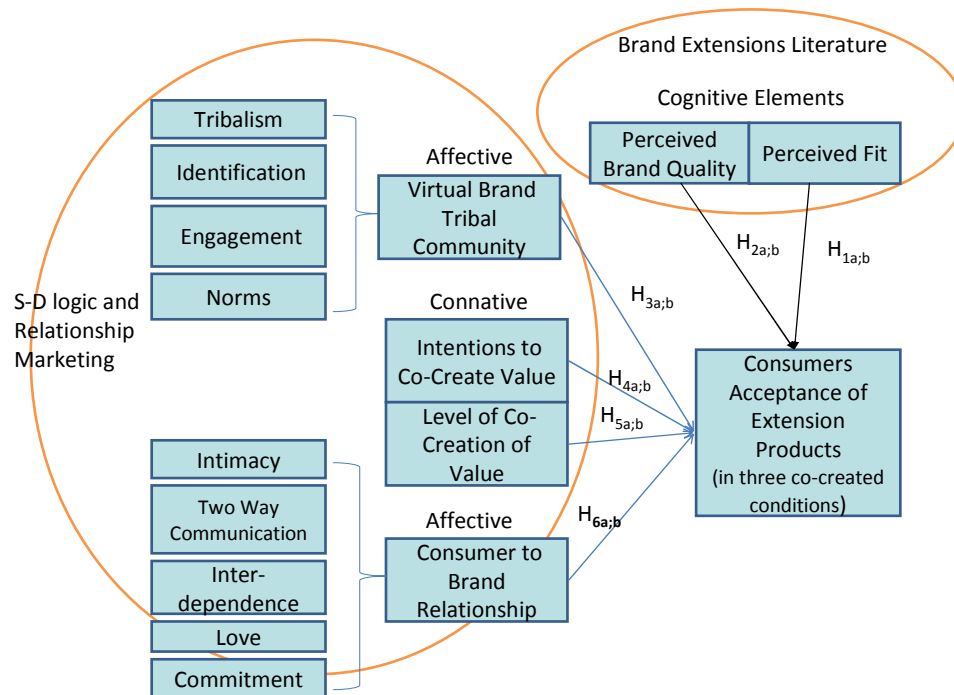 Brand Extensions Literature
Cognitive Elements
Perceived
Brand Quality
Perceived Fit
H2a;b
H1a;b
S-D logic and
Relationship
Marketing
Tribalism
Identification
Engagement
Norms
Affective
Virtual Brand
Tribal
Community
H3a;b
Connative
Intentions to
Co-Create Value
H4a;b
Level of Co-
Creation of
Value
H5a;b
Intimacy
Two Way
Communication
Inter-
dependence
Love
Commitment
Affective
Consumer to
Brand
Relationship
H6a;b
Consumers
Acceptance of
Extension
Products
(in three co-created
conditions)